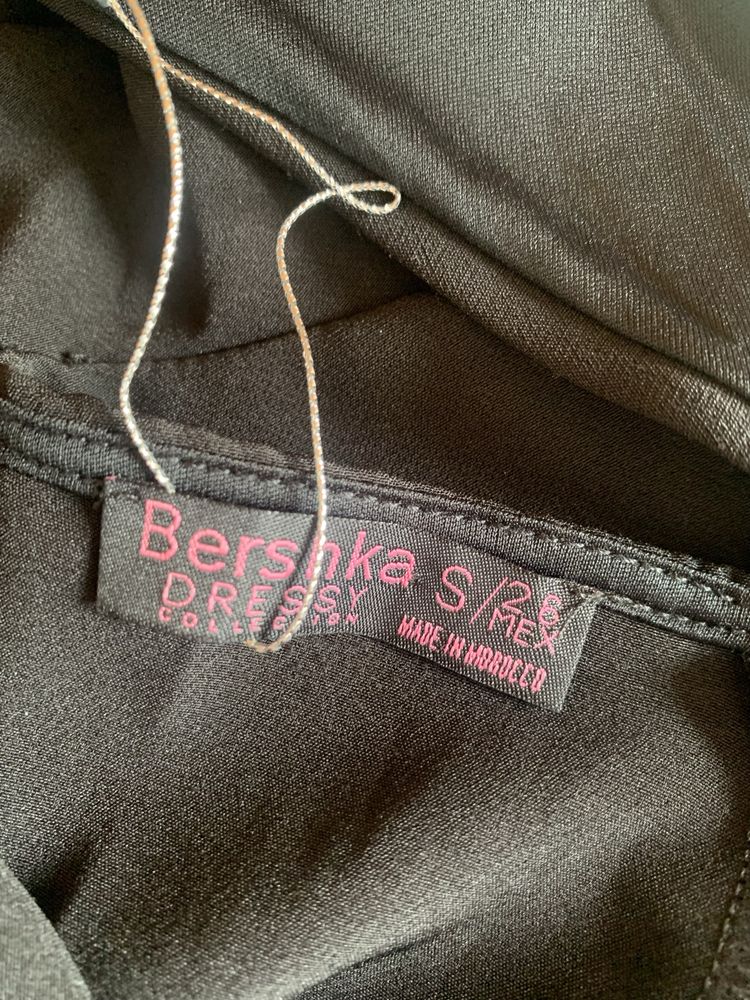 Bershka S/26
DRESSY MEX
COLLECTION MADE IN MOROCCO